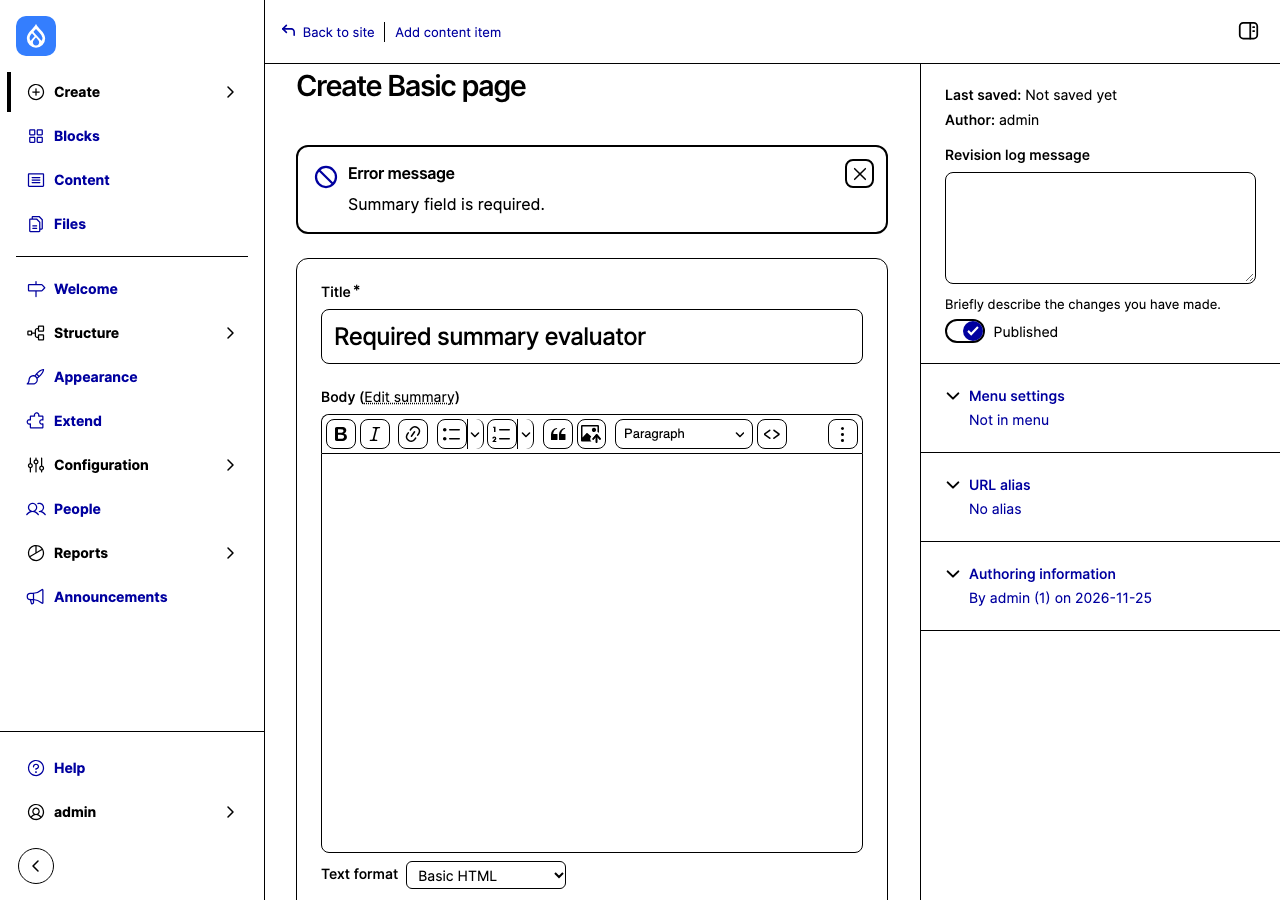 Back to site
Add content item
Create
Blocks
Content
Files
Welcome
Structure
Appearance
Extend
Configuration
People
Reports
Announcements
Help
admin
Create Basic page
Error message
Summary field is required.
Title *
Required summary evaluator
Body (Edit summary)
B I Paragraph
Text format Basic HTML
Last saved: Not saved yet
Author: admin
Revision log message
Briefly describe the changes you have made.
Published
Menu settings
Not in menu
URL alias
No alias
Authoring information
By admin (1) on 2026-11-25